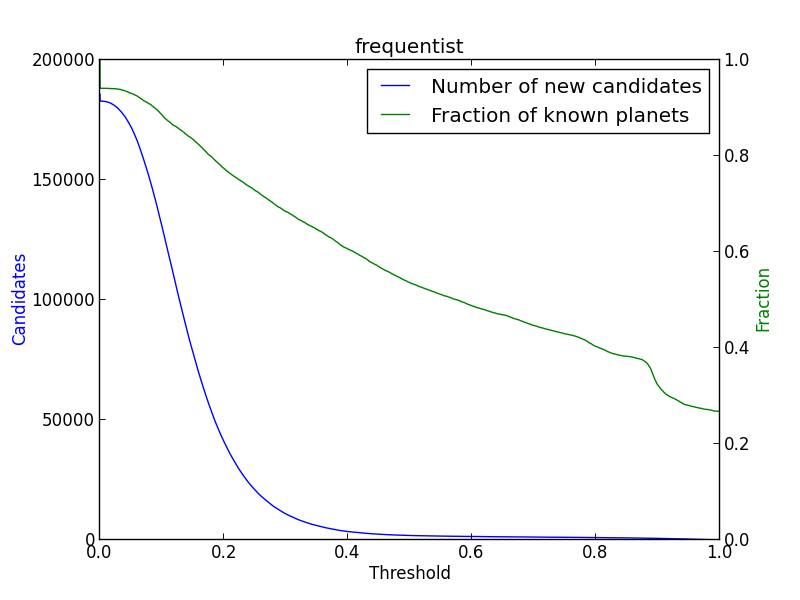 frequentist
200000
150000
100000
50000
0
Candidates
1.0
0.8
0.6
0.4
0.2
0.0
Fraction
Number of new candidates
Fraction of known planets
0.0 0.2 0.4 0.6 0.8 1.0
Threshold